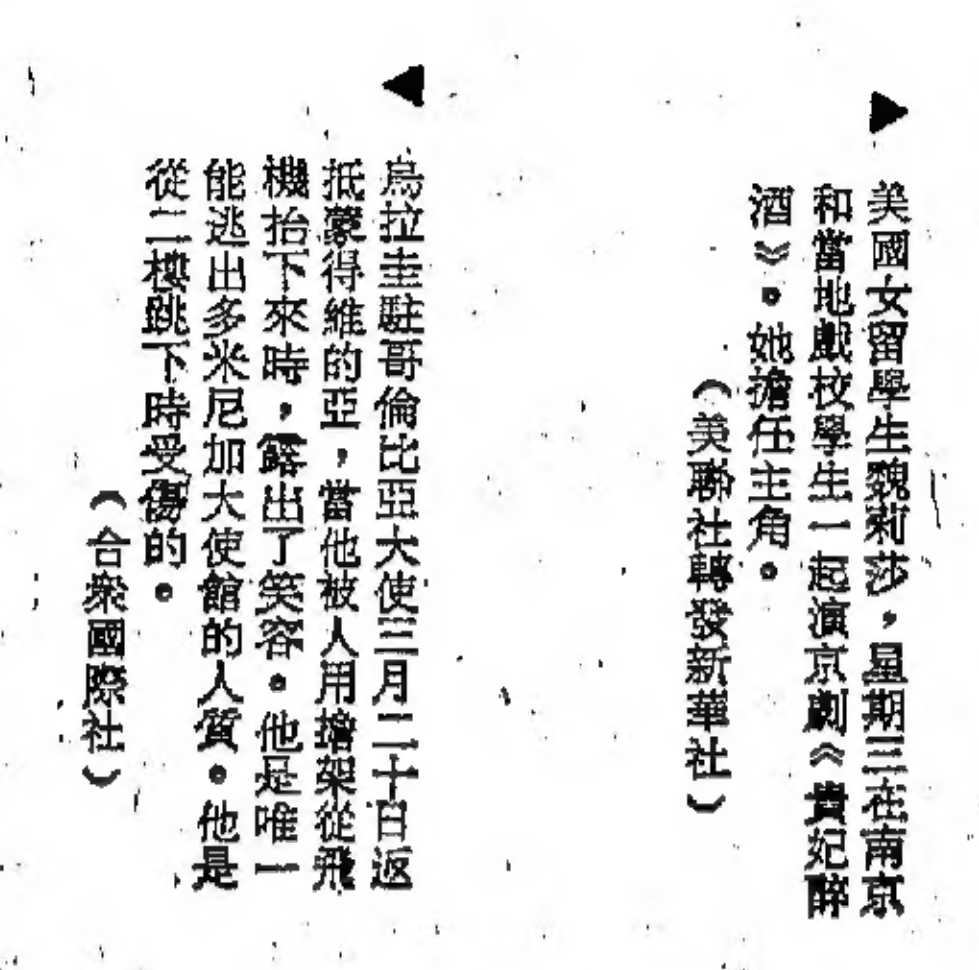 美國女留學生魏莉莎，星期三在南京
和當地戲校學生一起演京劇《貴妃醉
酒》。她擔任主角。
（美聯社轉發新華社）
烏拉圭駐哥倫比亞大使三月二十日返
抵蒙得維的亞，當他被人用擔架從飛
機抬下來時，露出了笑容。他是唯一
能逃出多米尼加大使館的人質。他是
從二樓跳下時受傷的。
（合衆國際社）